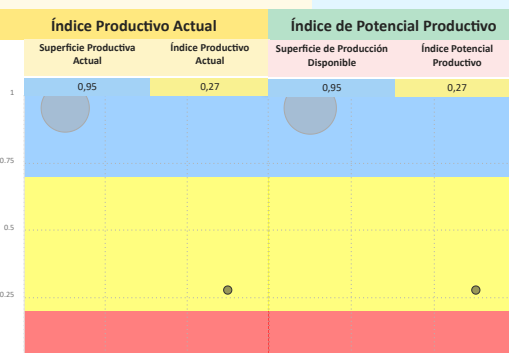 Índice Productivo Actual
Índice de Potencial Productivo
Superficie Productiva
Actual
Índice Productivo
Actual
Superficie de Producción
Disponible
Índice Potencial
Productivo
0,95
0,27
0,95
0,27
1
0.75
0.5
0.25